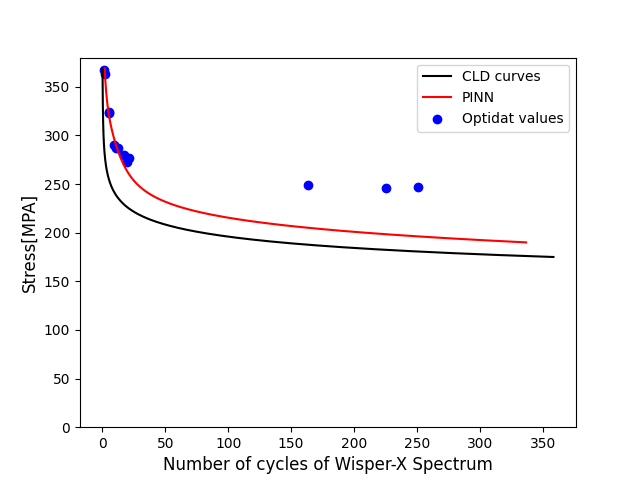 CLD curves
PINN
Optidat values
350
300
250
200
150
100
50
0
Stress[MPA]
0 50 100 150 200 250 300 350
Number of cycles of Wisper-X Spectrum